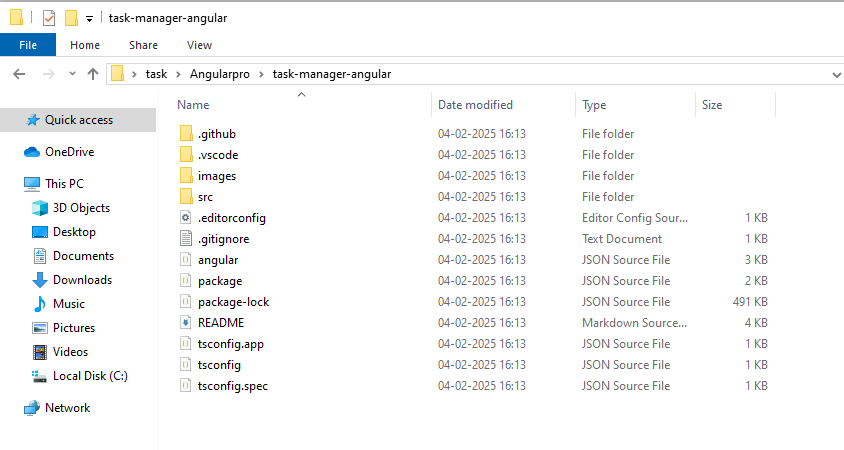 task-manager-angular
File Home Share View
task Angularpro task-manager-angular
Name Date modified Type Size
Quick access
OneDrive
This PC
3D Objects
Desktop
Documents
Downloads
Music
Pictures
Videos
Local Disk (C:)
Network
.github 04-02-2025 16:13 File folder
.vscode 04-02-2025 16:13 File folder
images 04-02-2025 16:13 File folder
src 04-02-2025 16:13 File folder
.editorconfig 04-02-2025 16:13 Editor Config Sour... 1 KB
.gitignore 04-02-2025 16:13 Text Document 1 KB
angular 04-02-2025 16:13 JSON Source File 3 KB
package 04-02-2025 16:13 JSON Source File 2 KB
package-lock 04-02-2025 16:13 JSON Source File 491 KB
README 04-02-2025 16:13 Markdown Source... 4 KB
tsconfig.app 04-02-2025 16:13 JSON Source File 1 KB
tsconfig 04-02-2025 16:13 JSON Source File 1 KB
tsconfig.spec 04-02-2025 16:13 JSON Source File 1 KB